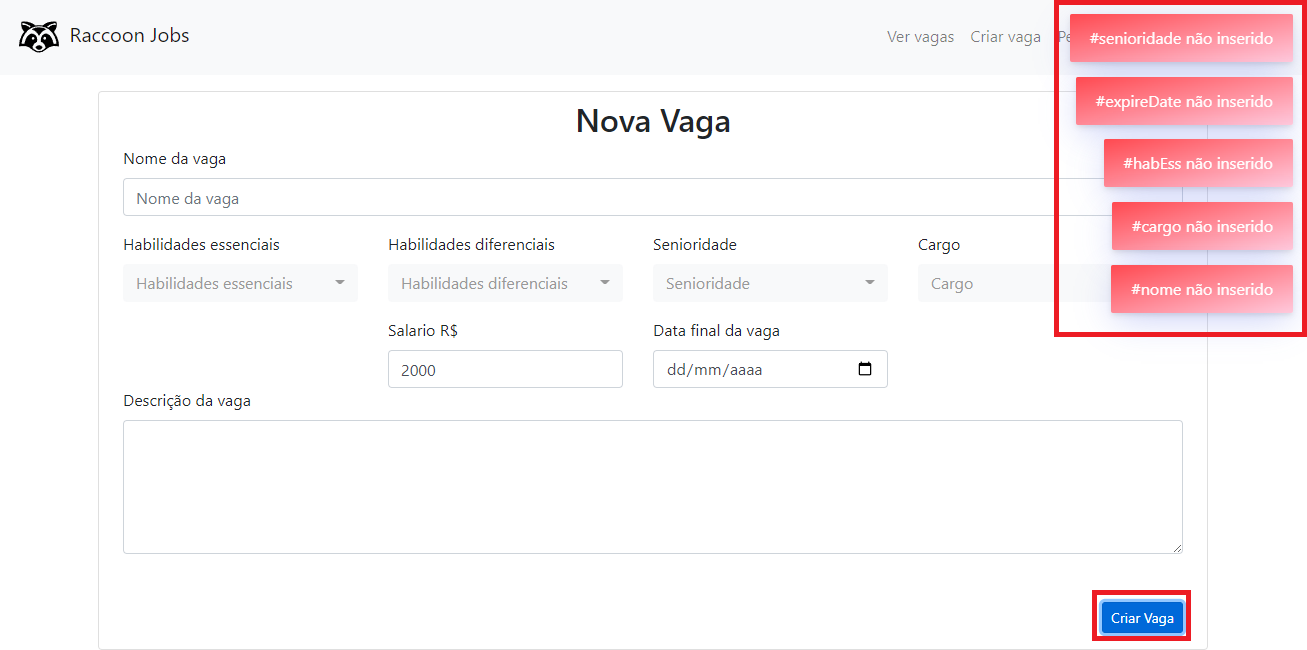 Raccoon Jobs
Ver vagas Criar vaga Pe
#senioridade não inserido
#expireDate não inserido
#habEss não inserido
#cargo não inserido
#nome não inserido
Nova Vaga
Nome da vaga
Nome da vaga
Habilidades essenciais Habilidades diferenciais Senioridade Cargo
Habilidades essenciais Habilidades diferenciais Senioridade Cargo
Salario R$ Data final da vaga
2000 dd/mm/aaaa
Descrição da vaga
Criar Vaga